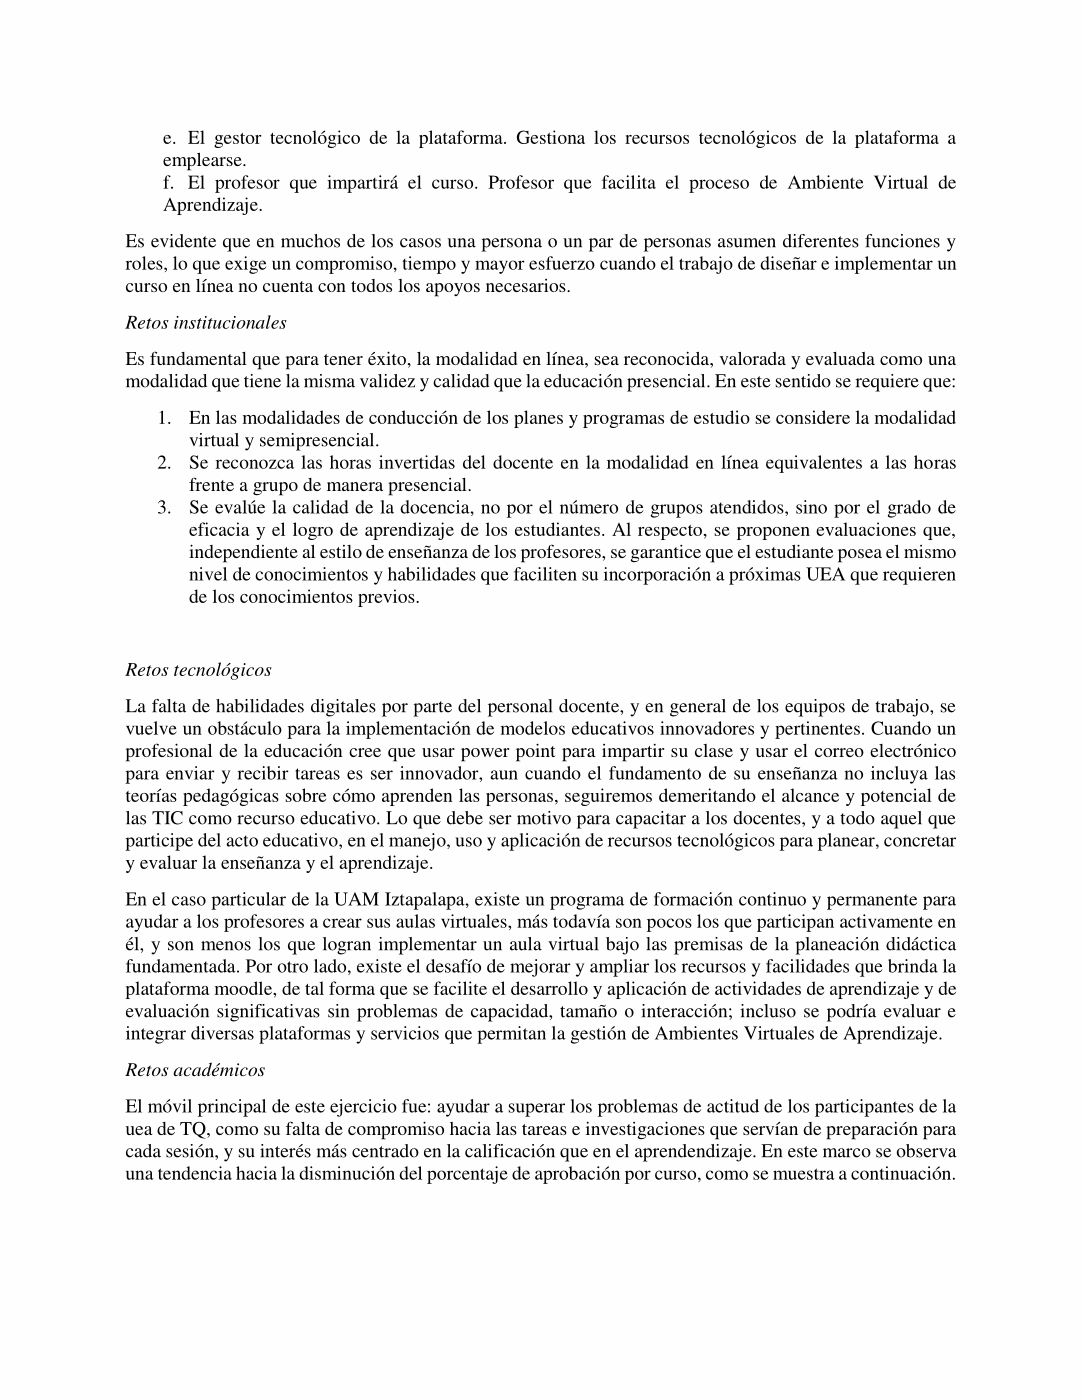 e. El gestor tecnológico de la plataforma. Gestiona los recursos tecnológicos de la plataforma a
emplearse.
f. El profesor que impartirá el curso. Profesor que facilita el proceso de Ambiente Virtual de
Aprendizaje.
Es evidente que en muchos de los casos una persona o un par de personas asumen diferentes funciones y
roles, lo que exige un compromiso, tiempo y mayor esfuerzo cuando el trabajo de diseñar e implementar un
curso en línea no cuenta con todos los apoyos necesarios.
Retos institucionales
Es fundamental que para tener éxito, la modalidad en línea, sea reconocida, valorada y evaluada como una
modalidad que tiene la misma validez y calidad que la educación presencial. En este sentido se requiere que:
1. En las modalidades de conducción de los planes y programas de estudio se considere la modalidad
virtual y semipresencial.
2. Se reconozca las horas invertidas del docente en la modalidad en línea equivalentes a las horas
frente a grupo de manera presencial.
3. Se evalúe la calidad de la docencia, no por el número de grupos atendidos, sino por el grado de
eficacia y el logro de aprendizaje de los estudiantes. Al respecto, se proponen evaluaciones que,
independiente al estilo de enseñanza de los profesores, se garantice que el estudiante posea el mismo
nivel de conocimientos y habilidades que faciliten su incorporación a próximas UEA que requieren
de los conocimientos previos.
Retos tecnológicos
La falta de habilidades digitales por parte del personal docente, y en general de los equipos de trabajo, se
vuelve un obstáculo para la implementación de modelos educativos innovadores y pertinentes. Cuando un
profesional de la educación cree que usar power point para impartir su clase y usar el correo electrónico
para enviar y recibir tareas es ser innovador, aun cuando el fundamento de su enseñanza no incluya las
teorías pedagógicas sobre cómo aprenden las personas, seguiremos demeritando el alcance y potencial de
las TIC como recurso educativo. Lo que debe ser motivo para capacitar a los docentes, y a todo aquel que
participe del acto educativo, en el manejo, uso y aplicación de recursos tecnológicos para planear, concretar
y evaluar la enseñanza y el aprendizaje.
En el caso particular de la UAM Iztapalapa, existe un programa de formación continuo y permanente para
ayudar a los profesores a crear sus aulas virtuales, más todavía son pocos los que participan activamente en
él, y son menos los que logran implementar un aula virtual bajo las premisas de la planeación didáctica
fundamentada. Por otro lado, existe el desafío de mejorar y ampliar los recursos y facilidades que brinda la
plataforma moodle, de tal forma que se facilite el desarrollo y aplicación de actividades de aprendizaje y de
evaluación significativas sin problemas de capacidad, tamaño o interacción; incluso se podría evaluar e
integrar diversas plataformas y servicios que permitan la gestión de Ambientes Virtuales de Aprendizaje.
Retos académicos
El móvil principal de este ejercicio fue: ayudar a superar los problemas de actitud de los participantes de la
uea de TQ, como su falta de compromiso hacia las tareas e investigaciones que servían de preparación para
cada sesión, y su interés más centrado en la calificación que en el aprendendizaje. En este marco se observa
una tendencia hacia la disminución del porcentaje de aprobación por curso, como se muestra a continuación.